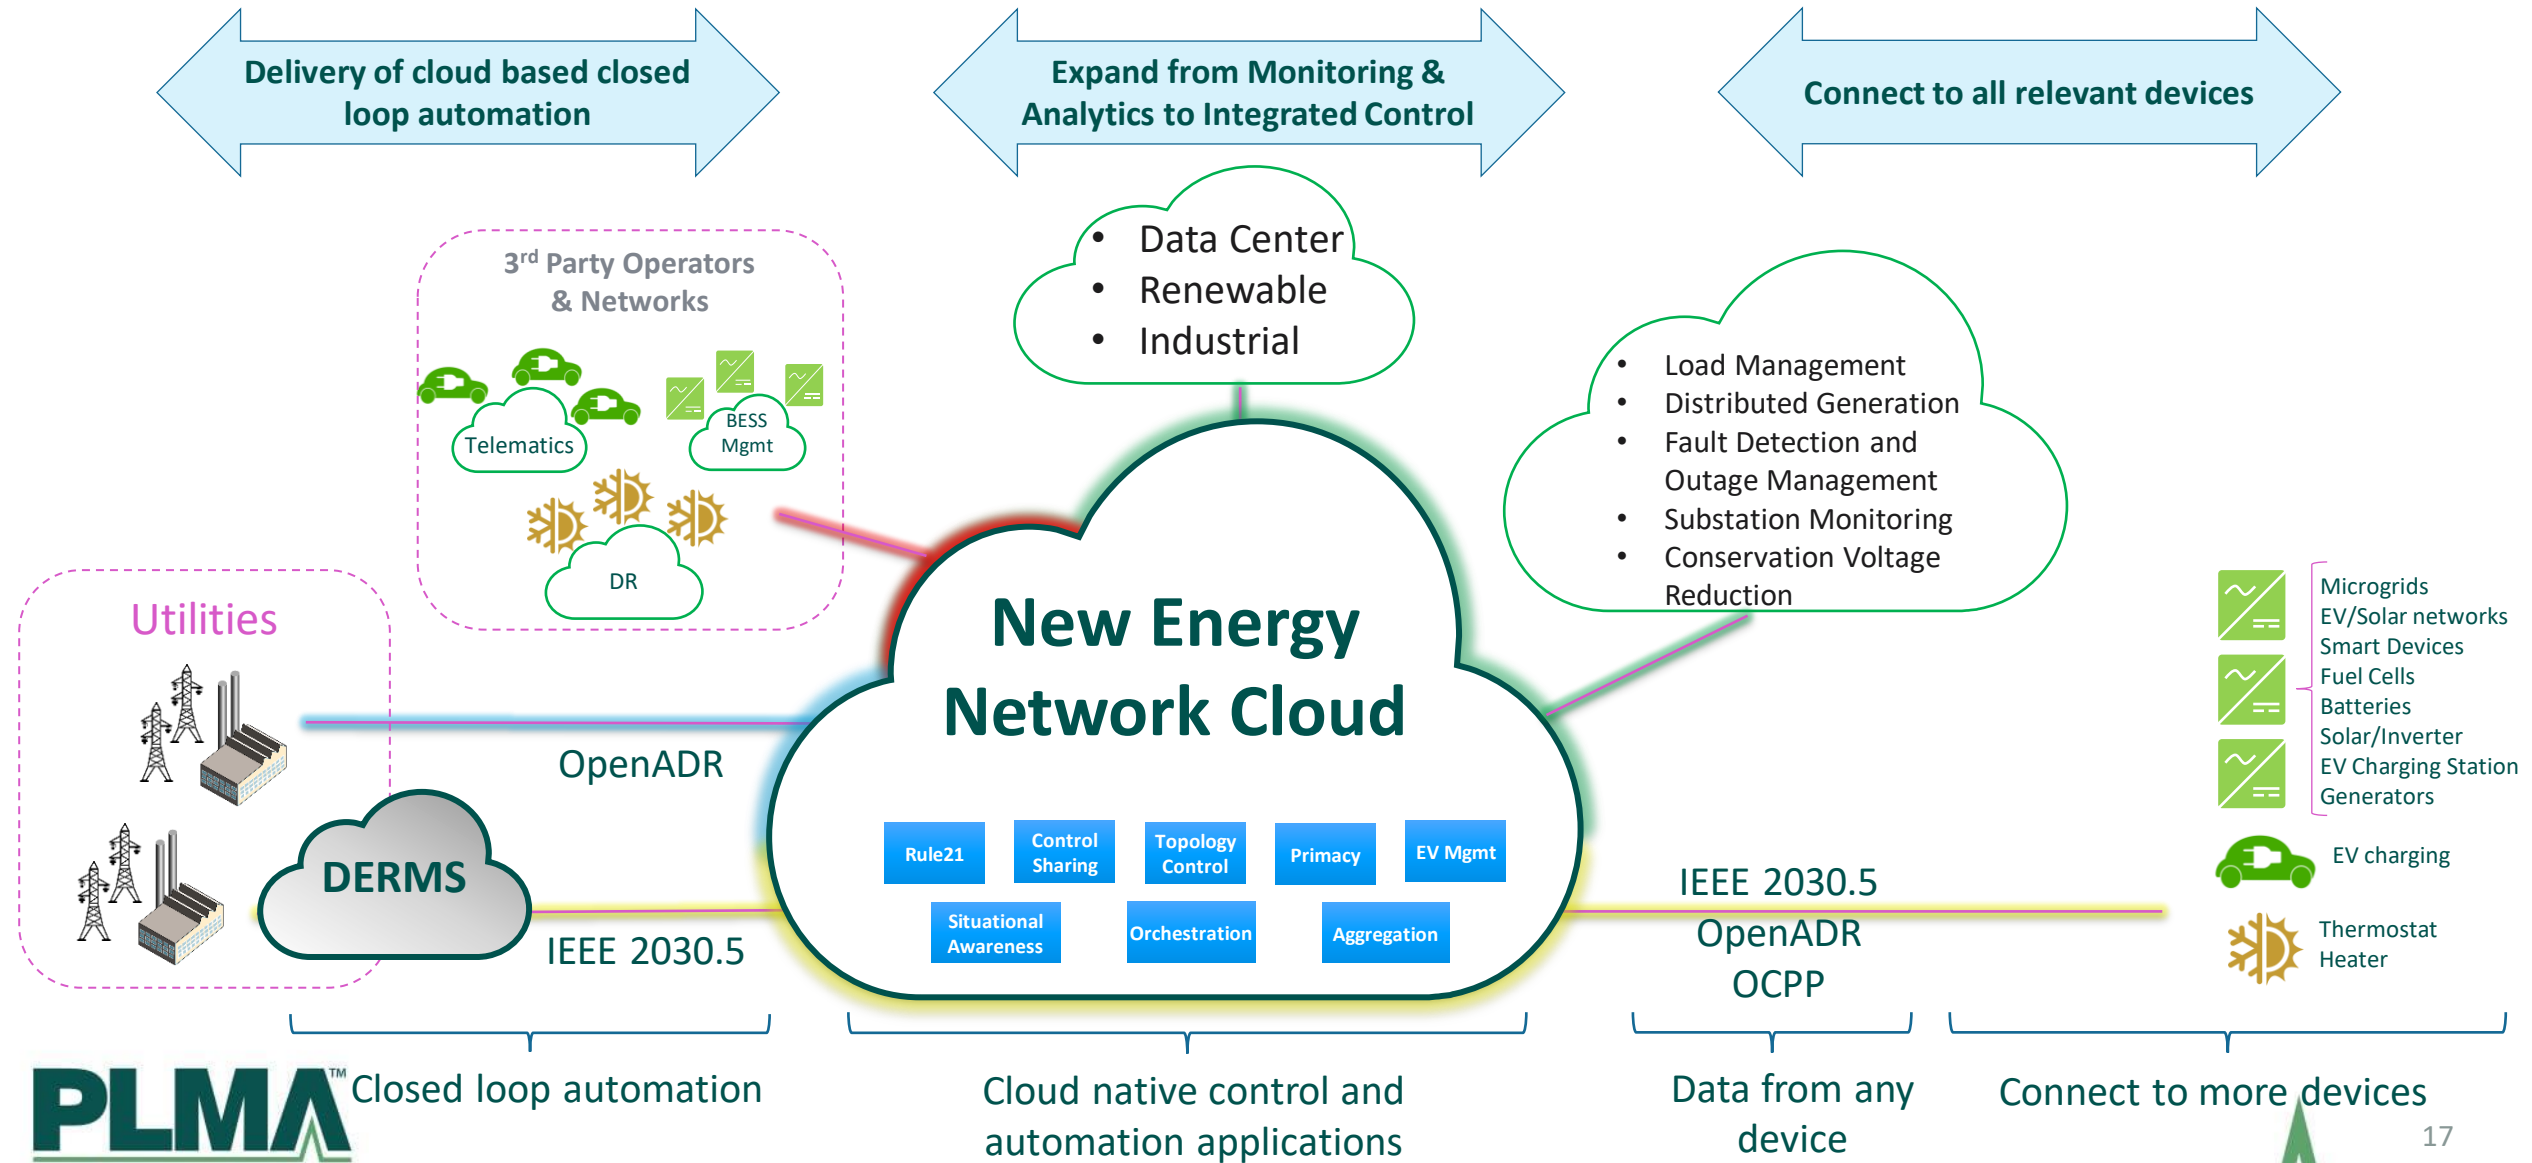 Delivery of cloud based closed
loop automation
Expand from Monitoring &
Analytics to Integrated Control
Connect to all relevant devices
3rd Party Operators
& Networks
Telematics
BESS
Mgmt
DR
• Data Center
• Renewable
• Industrial
• Load Management
• Distributed Generation
• Fault Detection and
Outage Management
• Substation Monitoring
• Conservation Voltage
Reduction
Utilities
DERMS
OpenADR
IEEE 2030.5
New Energy
Network Cloud
Rule21
Control
Sharing
Topology
Control
Primacy
EV Mgmt
Situational
Awareness
Orchestration
Aggregation
IEEE 2030.5
OpenADR
OCPP
Microgrids
EV/Solar networks
Smart Devices
Fuel Cells
Batteries
Solar/Inverter
EV Charging Station
Generators
EV charging
Thermostat
Heater
Closed loop automation
Cloud native control and
automation applications
Data from any
device
Connect to more devices
PLMA™
17